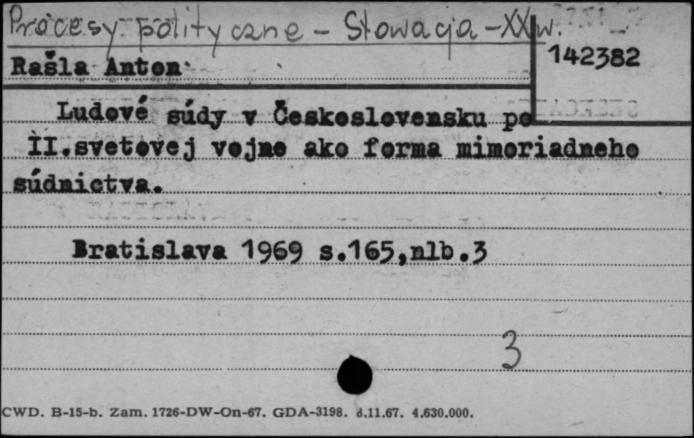 Procesy polityczne - Słowacja - XX w.
142382
Rašla Anton
Ludové súdy v Československu po
II.svetovej vojne ako forma mimoriadneho
súdnictva.
Bratislava 1969 s.165,nlb.3
3
CWD. B-15-b. Zam. 1726-DW-On-67. GDA-3198. 8.11.67. 4.630.000.